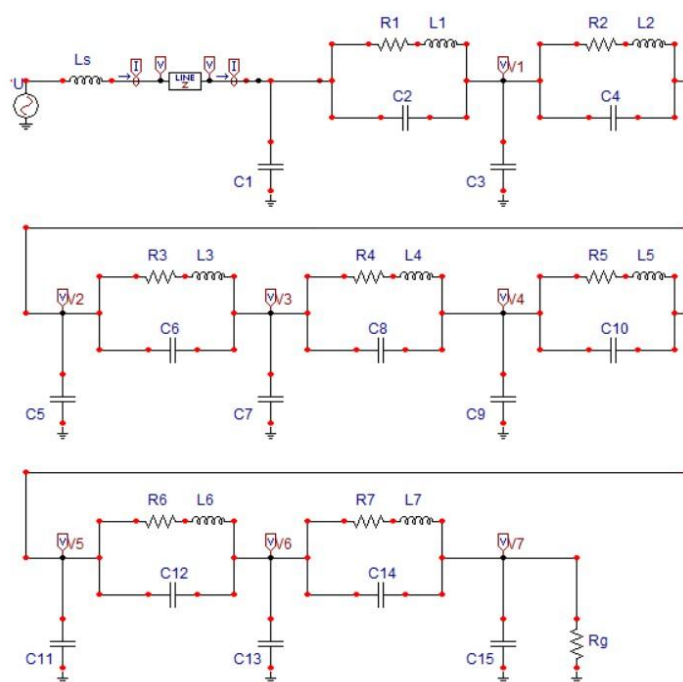 R1 L1 R2 L2
Ls
U I V LINE Z V I V V1
C2 C4
C1 C3
R3 L3 R4 L4 R5 L5
V V2 V V3 V V4
C6 C8 C10
C5 C7 C9
R6 L6 R7 L7
V V5 V V6 V V7
C12 C14
C11 C13 C15 Rg